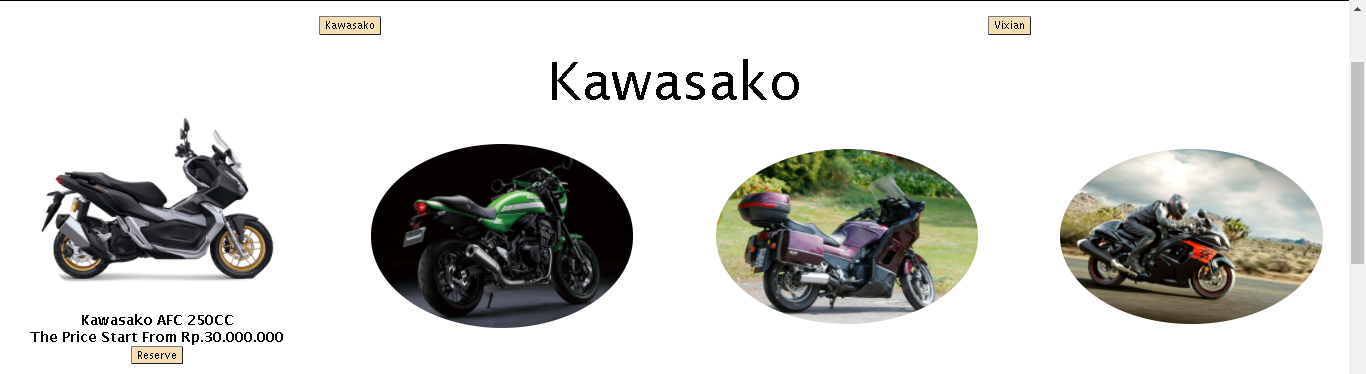 Kawasako
Vixian
Kawasako
Kawasako AFC 250CC
The Price Start From Rp.30.000.000
Reserve